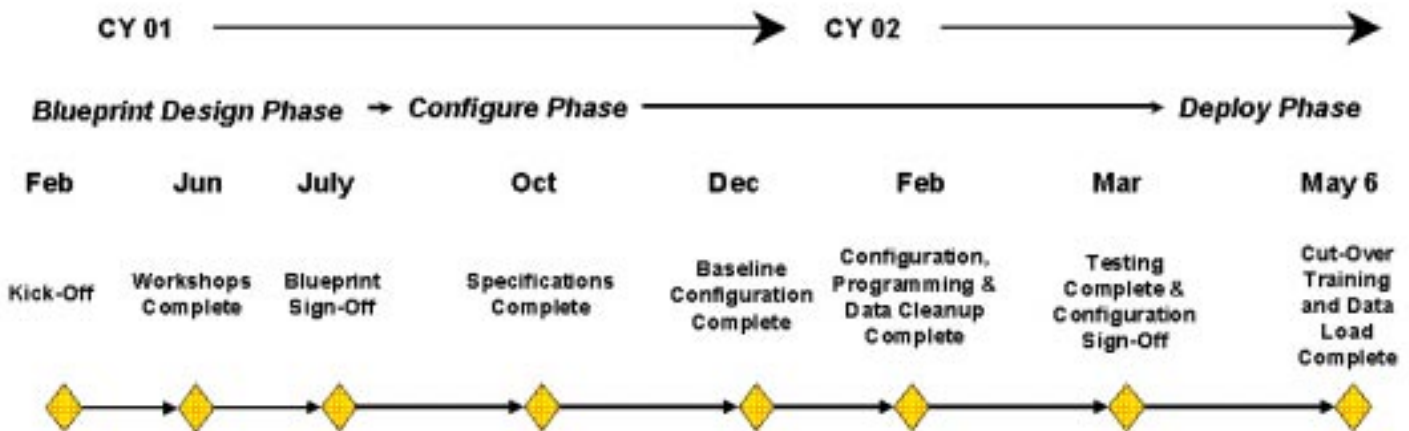 CY 01 CY 02
Blueprint Design Phase Configure Phase Deploy Phase
Feb Jun July Oct Dec Feb Mar May 6
Kick-Off
Workshops
Complete
Blueprint
Sign-Off
Specifications
Complete
Baseline
Configuration
Complete
Configuration,
Programming &
Data Cleanup
Complete
Testing
Complete &
Configuration
Sign-Off
Cut-Over
Training
and Data
Load
Complete